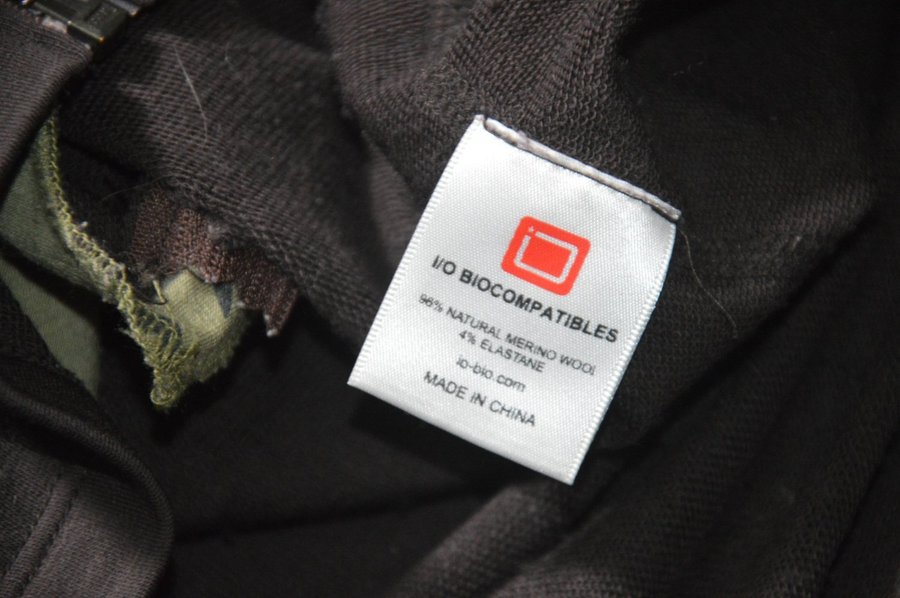 I/O BIOCOMPATIBLES
96% NATURAL MERINO WOOL
4% ELASTANE
io-bio.com
MADE IN CHINA